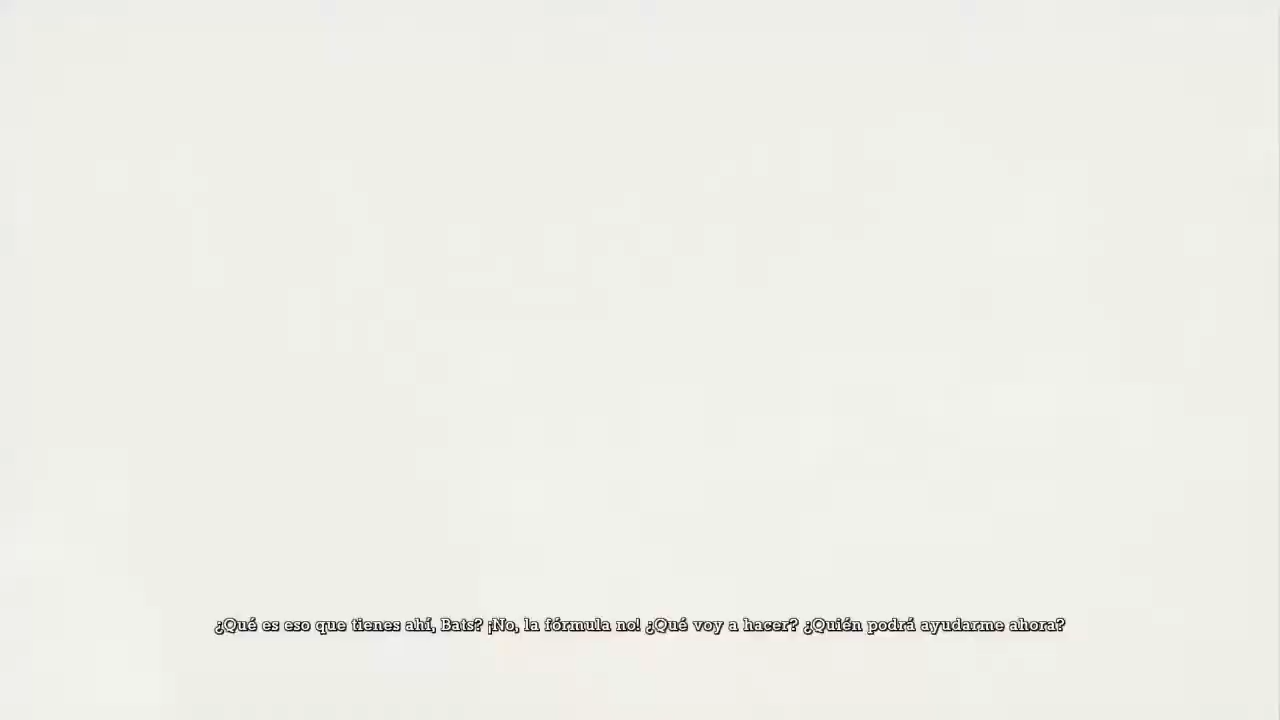 ¿Qué es eso que tienes ahí, Bats? ¡No, la fórmula no! ¿Qué voy a hacer? ¿Quién podrá ayudarme ahora?